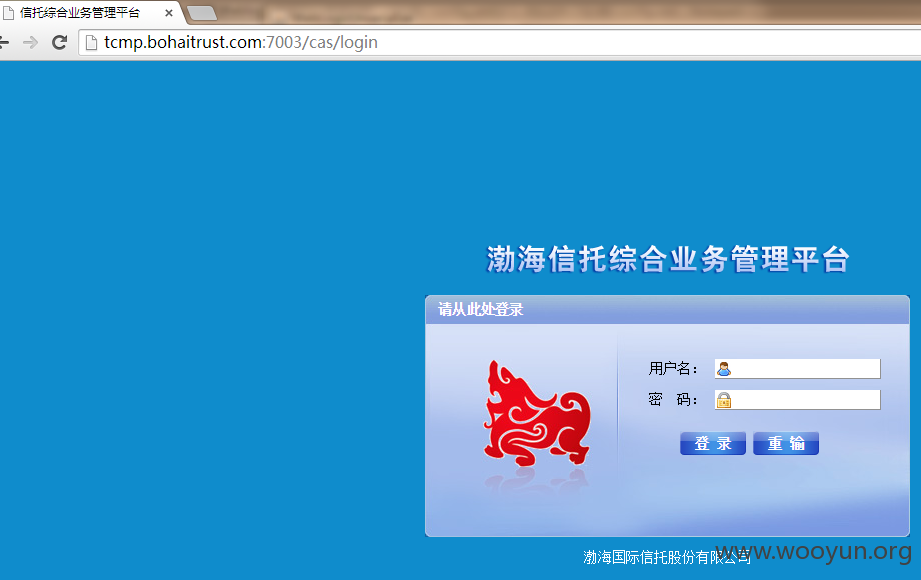 信托综合业务管理平台
tcmp.bohaitrust.com:7003/cas/login
渤海信托综合业务管理平台
请从此处登录
用户名：
密 码：
登 录 重 输
渤海国际信托股份有限公司
www.wooyun.org